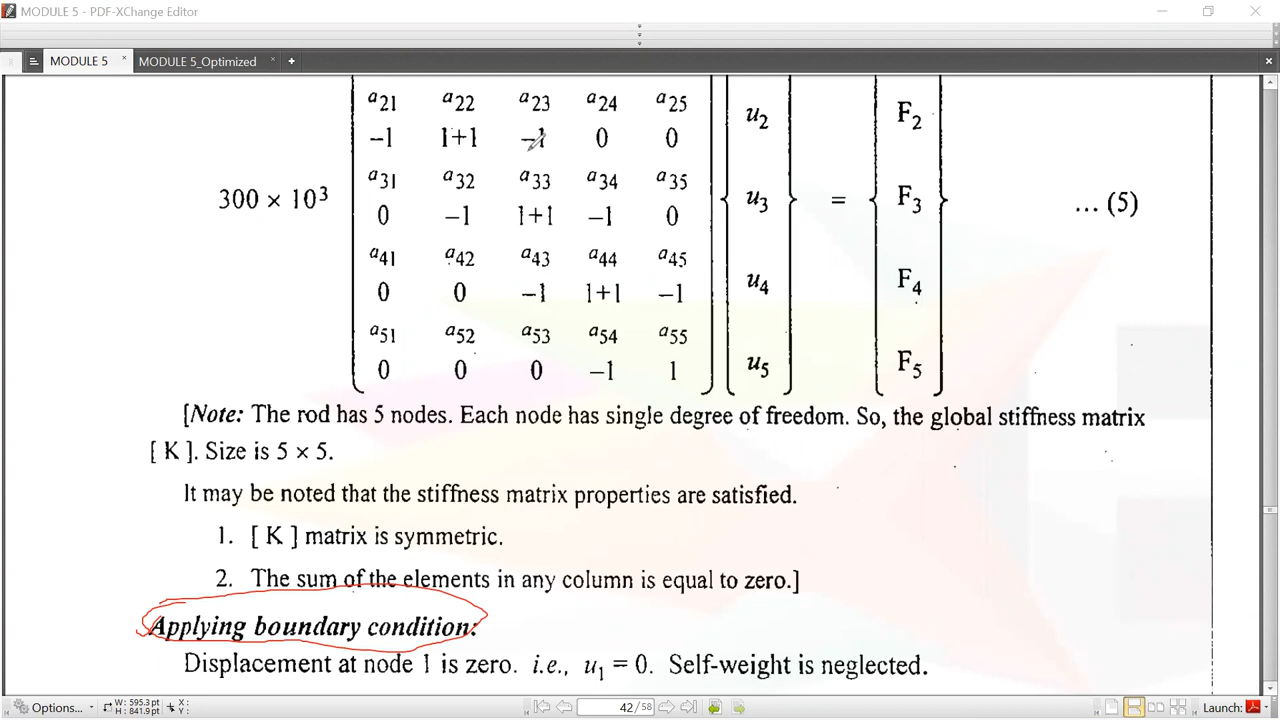 MODULE 5 - PDF-XChange Editor
MODULE 5 × MODULE 5_Optimized × +
a21 a22 a23 a24 a25
−1 1+1 −1 0 0
a31 a32 a33 a34 a35
0 −1 1+1 −1 0
a41 a42 a43 a44 a45
0 0 −1 1+1 −1
a51 a52 a53 a54 a55
0 0 0 −1 1
300 × 10³
u2
u3
u4
u5
=
F2
F3
F4
F5
... (5)
[Note: The rod has 5 nodes. Each node has single degree of freedom. So, the global stiffness matrix
[ K ]. Size is 5 × 5.
It may be noted that the stiffness matrix properties are satisfied.
1. [ K ] matrix is symmetric.
2. The sum of the elements in any column is equal to zero.]
Applying boundary condition:
Displacement at node 1 is zero. i.e., u1 = 0. Self-weight is neglected.
Options... W: 595.3 pt H: 841.9 pt X: Y: 42 / 58 Launch: